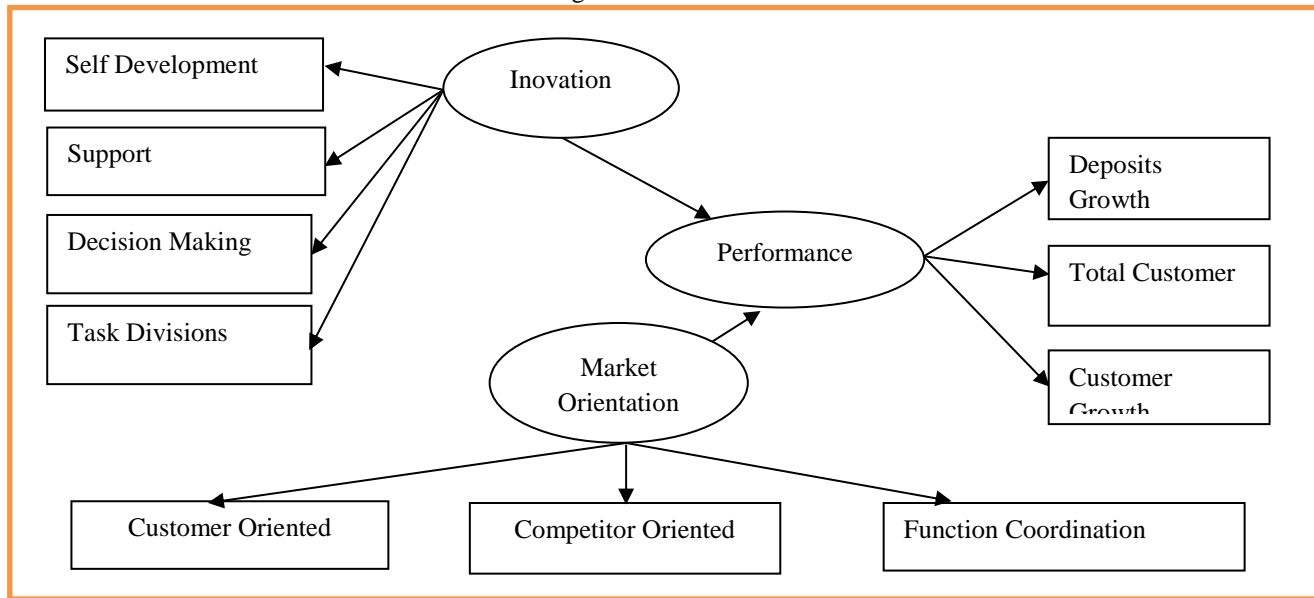 Self Development
Inovation
Support
Deposits
Growth
Decision Making
Performance
Total Customer
Task Divisions
Market
Orientation
Customer
Growth
Customer Oriented
Competitor Oriented
Function Coordination